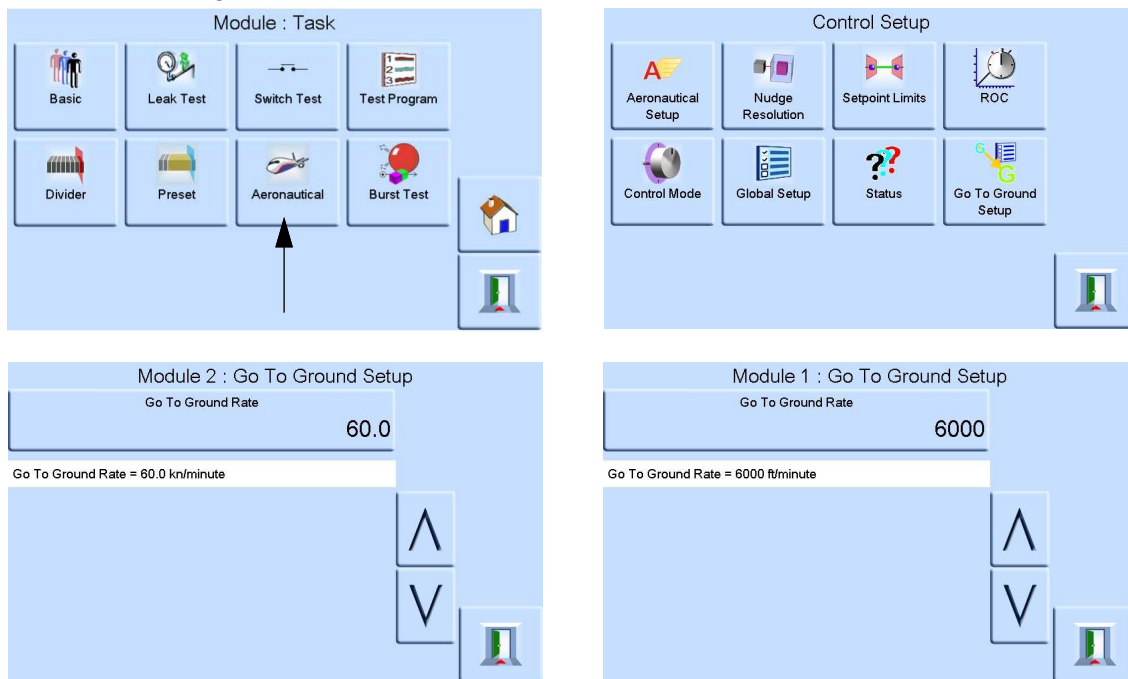 Module : Task
Basic
Leak Test
Switch Test
1
2
3
Test Program
Divider
Preset
Aeronautical
Burst Test
Control Setup
A
Aeronautical
Setup
Nudge
Resolution
Setpoint Limits
ROC
Control Mode
Global Setup
??
Status
G
G
Go To Ground
Setup
Module 2 : Go To Ground Setup
Go To Ground Rate
60.0
Go To Ground Rate = 60.0 kn/minute
Λ
V
Module 1 : Go To Ground Setup
Go To Ground Rate
6000
Go To Ground Rate = 6000 ft/minute
Λ
V